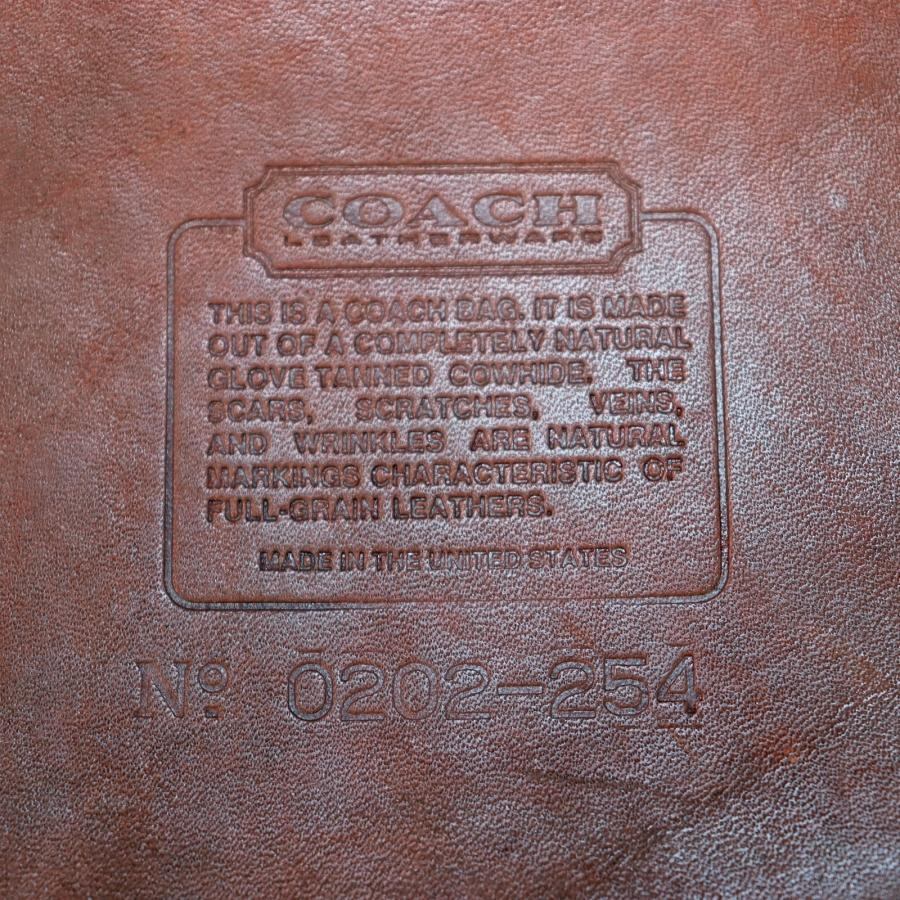 COACH
LEATHERWARE
THIS IS A COACH BAG. IT IS MADE
OUT OF A COMPLETELY NATURAL
GLOVE TANNED COWHIDE. THE
SCARS, SCRATCHES, VEINS,
AND WRINKLES ARE NATURAL
MARKINGS CHARACTERISTIC OF
FULL-GRAIN LEATHERS.
MADE IN THE UNITED STATES
Nº 0202-254